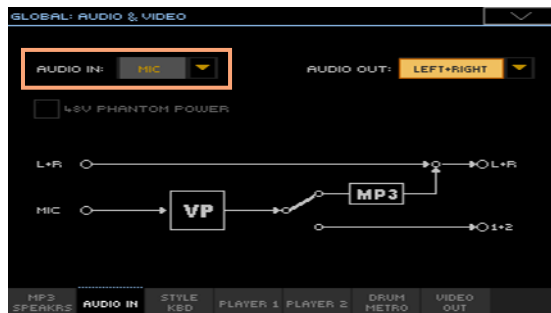 GLOBAL: AUDIO & VIDEO
AUDIO IN: MIC
AUDIO OUT: LEFT+RIGHT
48V PHANTOM POWER
L+R
L+R
MIC
VP
MP3
1+2
MP3 SPEAKRS
AUDIO IN
STYLE KBD
PLAYER 1
PLAYER 2
DRUM METRO
VIDEO OUT